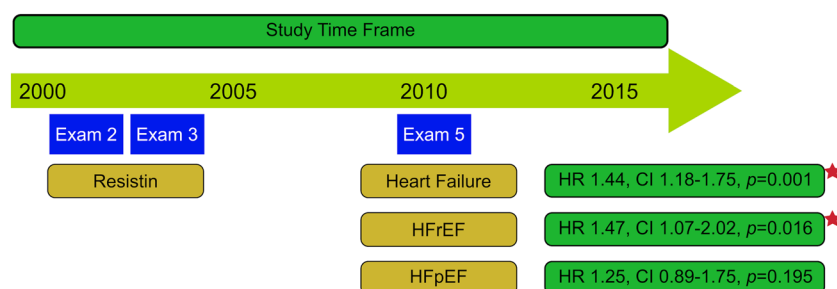 Study Time Frame
2000 2005 2010 2015
Exam 2 Exam 3 Exam 5
Resistin Heart Failure HR 1.44, CI 1.18-1.75, p=0.001
HFrEF HR 1.47, CI 1.07-2.02, p=0.016
HFpEF HR 1.25, CI 0.89-1.75, p=0.195